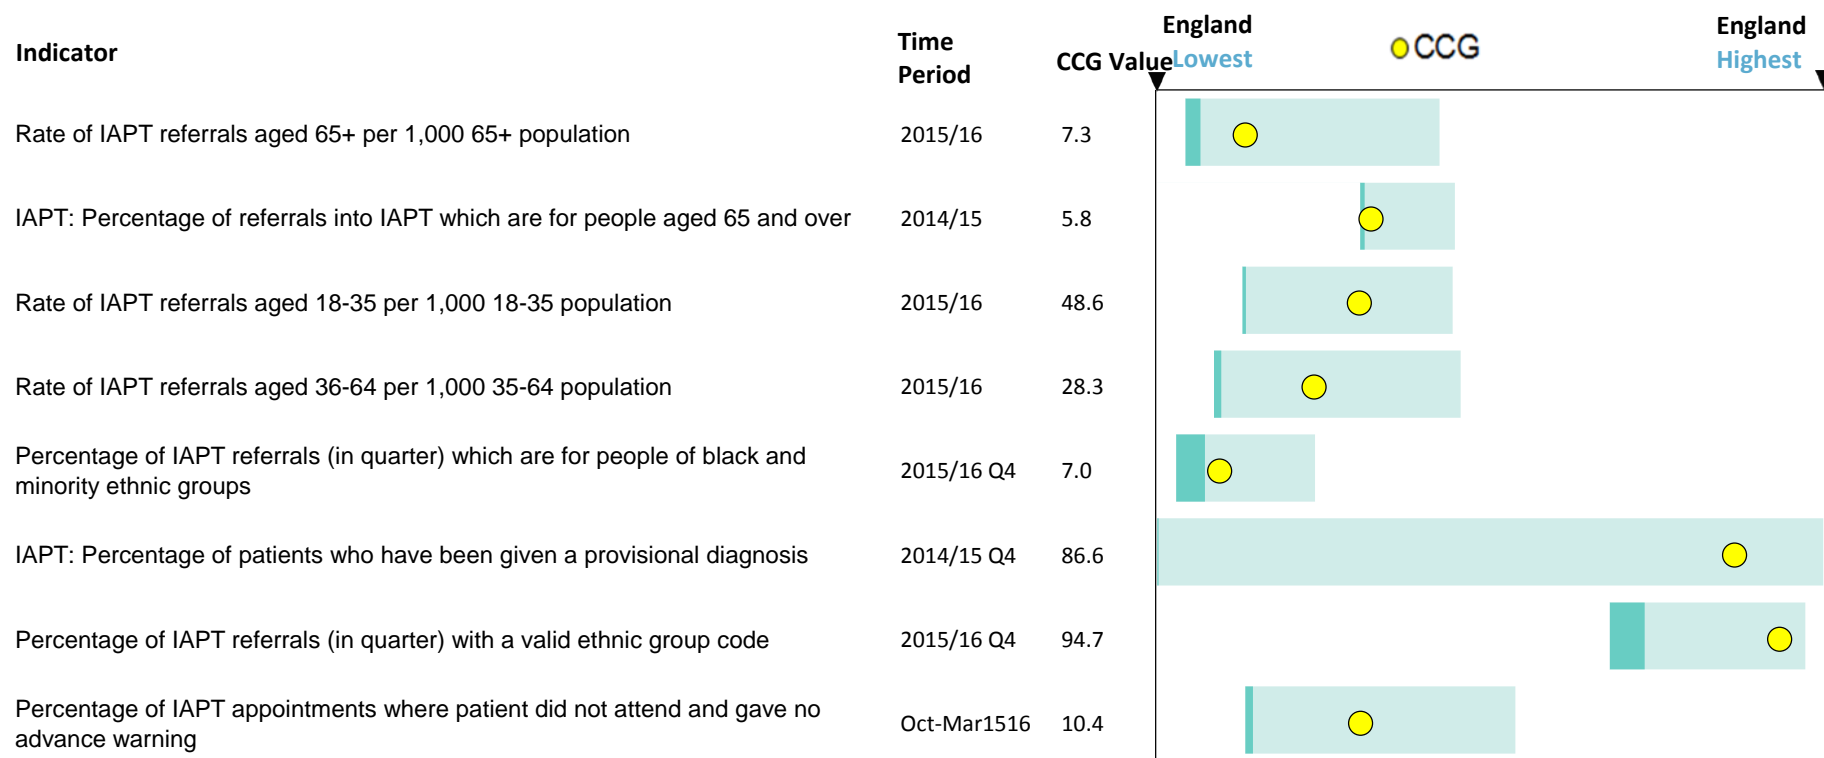 Indicator
Time
Period
CCG Value
England
Lowest
CCG
England
Highest
Rate of IAPT referrals aged 65+ per 1,000 65+ population 2015/16 7.3
IAPT: Percentage of referrals into IAPT which are for people aged 65 and over 2014/15 5.8
Rate of IAPT referrals aged 18-35 per 1,000 18-35 population 2015/16 48.6
Rate of IAPT referrals aged 36-64 per 1,000 35-64 population 2015/16 28.3
Percentage of IAPT referrals (in quarter) which are for people of black and
minority ethnic groups
2015/16 Q4 7.0
IAPT: Percentage of patients who have been given a provisional diagnosis 2014/15 Q4 86.6
Percentage of IAPT referrals (in quarter) with a valid ethnic group code 2015/16 Q4 94.7
Percentage of IAPT appointments where patient did not attend and gave no
advance warning
Oct-Mar1516 10.4